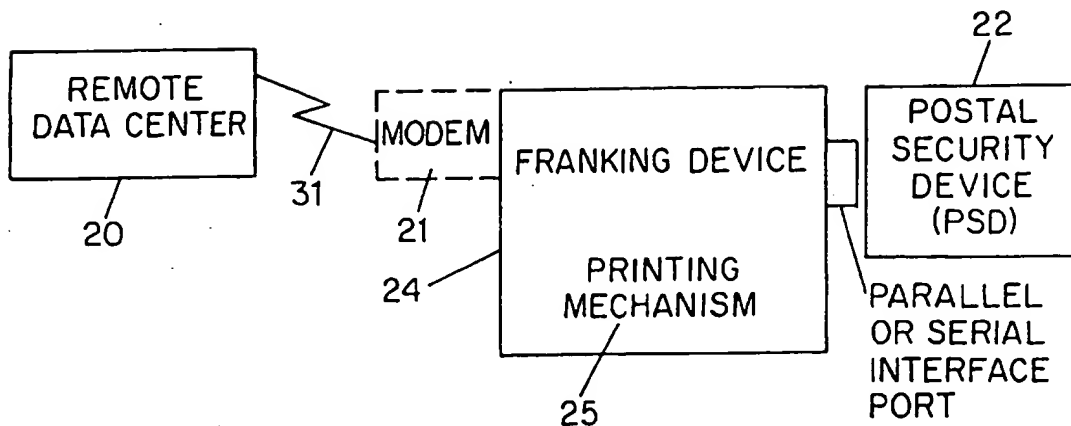 REMOTE
DATA CENTER
20
31
MODEM
21
24
FRANKING DEVICE
PRINTING
MECHANISM
25
22
POSTAL
SECURITY
DEVICE
(PSD)
PARALLEL
OR SERIAL
INTERFACE
PORT